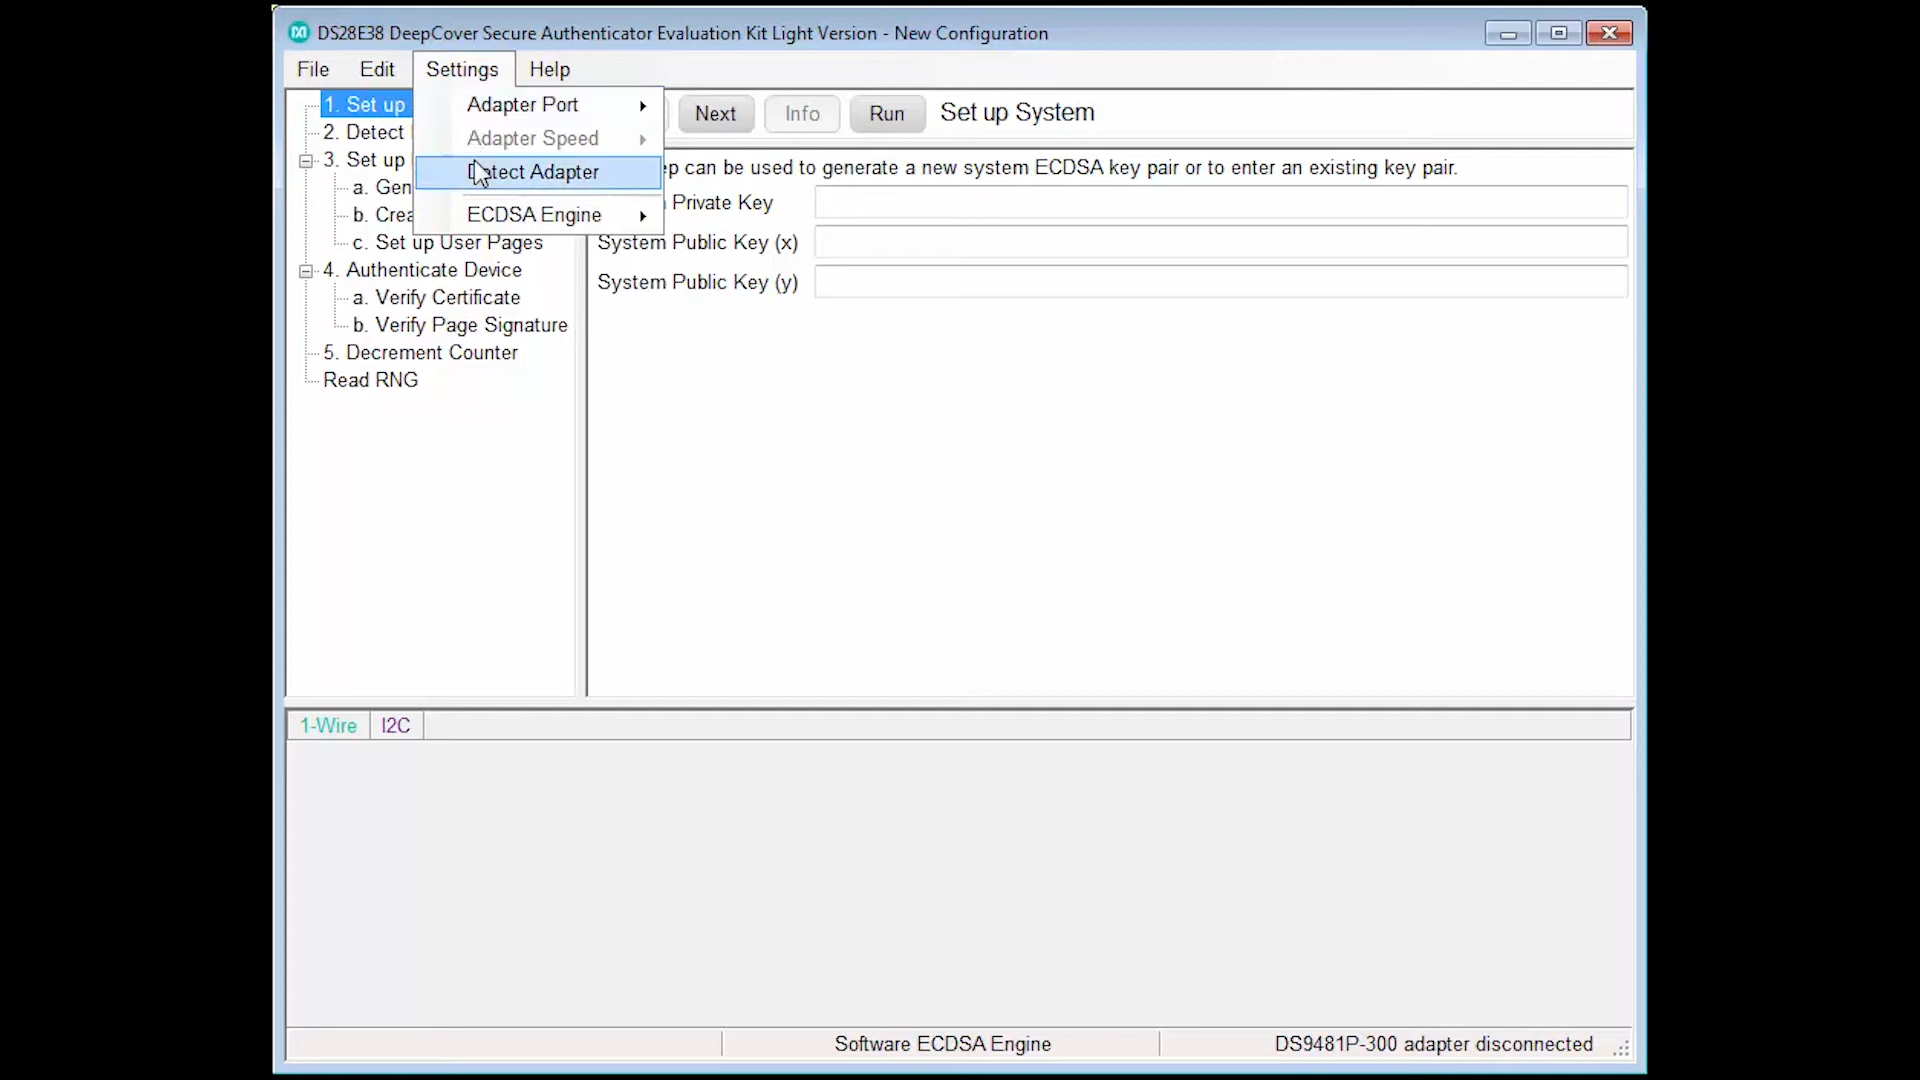 DS28E38 DeepCover Secure Authenticator Evaluation Kit Light Version - New Configuration
File Edit Settings Help
1. Set up
2. Detect
3. Set up
a. Gen
b. Crea
c. Set up User Pages
4. Authenticate Device
a. Verify Certificate
b. Verify Page Signature
5. Decrement Counter
Read RNG
Adapter Port
Adapter Speed
Detect Adapter
ECDSA Engine
Next Info Run Set up System
ep can be used to generate a new system ECDSA key pair or to enter an existing key pair.
Private Key
System Public Key (x)
System Public Key (y)
1-Wire I2C
Software ECDSA Engine
DS9481P-300 adapter disconnected